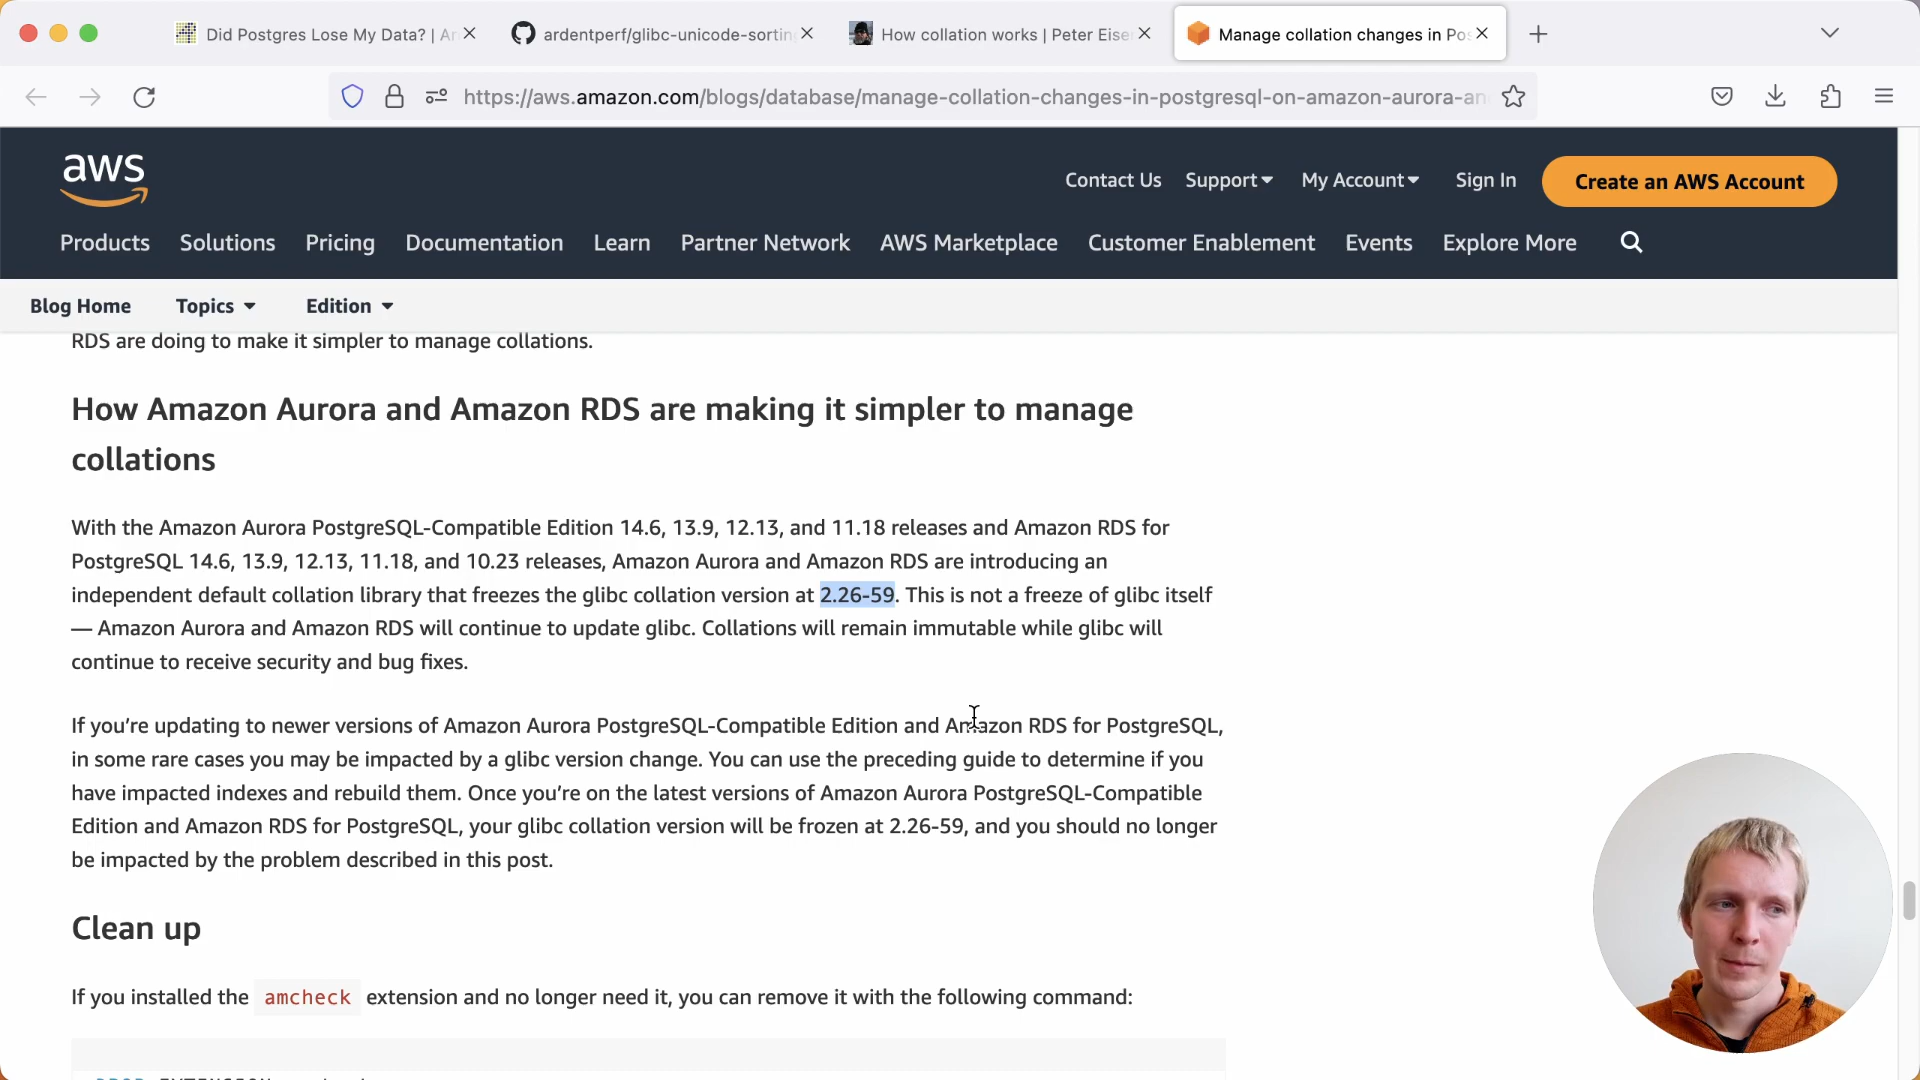 Did Postgres Lose My Data? | A
ardentperf/glibc-unicode-sortin
How collation works | Peter Eise
Manage collation changes in Po
https://aws.amazon.com/blogs/database/manage-collation-changes-in-postgresql-on-amazon-aurora-an
aws
Contact Us Support My Account Sign In Create an AWS Account
Products Solutions Pricing Documentation Learn Partner Network AWS Marketplace Customer Enablement Events Explore More
Blog Home Topics Edition
RDS are doing to make it simpler to manage collations.
How Amazon Aurora and Amazon RDS are making it simpler to manage
collations
With the Amazon Aurora PostgreSQL-Compatible Edition 14.6, 13.9, 12.13, and 11.18 releases and Amazon RDS for
PostgreSQL 14.6, 13.9, 12.13, 11.18, and 10.23 releases, Amazon Aurora and Amazon RDS are introducing an
independent default collation library that freezes the glibc collation version at 2.26-59. This is not a freeze of glibc itself
— Amazon Aurora and Amazon RDS will continue to update glibc. Collations will remain immutable while glibc will
continue to receive security and bug fixes.
If you’re updating to newer versions of Amazon Aurora PostgreSQL-Compatible Edition and Amazon RDS for PostgreSQL,
in some rare cases you may be impacted by a glibc version change. You can use the preceding guide to determine if you
have impacted indexes and rebuild them. Once you’re on the latest versions of Amazon Aurora PostgreSQL-Compatible
Edition and Amazon RDS for PostgreSQL, your glibc collation version will be frozen at 2.26-59, and you should no longer
be impacted by the problem described in this post.
Clean up
If you installed the amcheck extension and no longer need it, you can remove it with the following command: